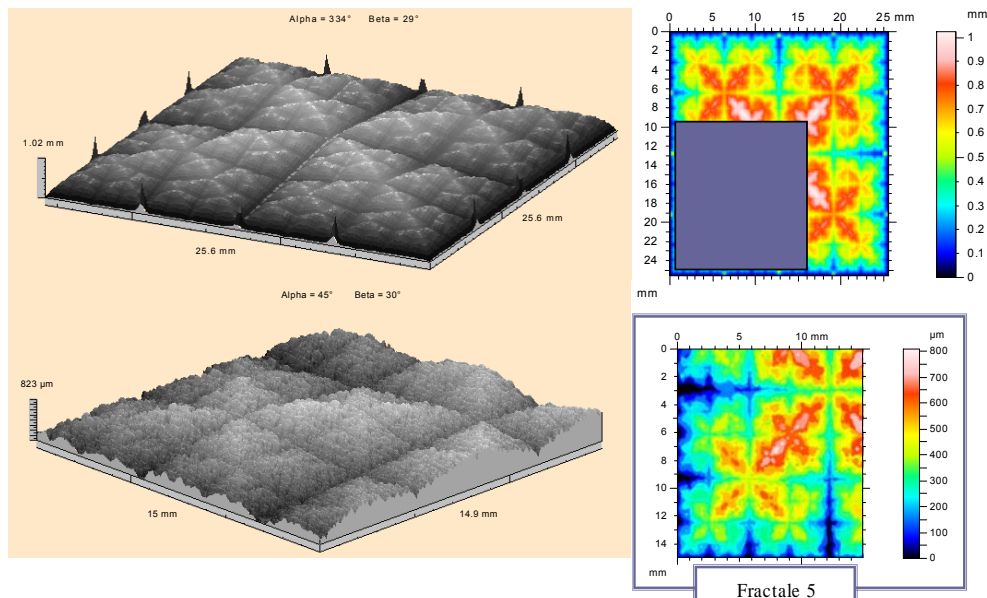 Alpha = 334° Beta = 29°
1.02 mm
25.6 mm
25.6 mm
Alpha = 45° Beta = 30°
823 µm
15 mm
14.9 mm
0 5 10 15 20 25 mm
0
2
4
6
8
10
12
14
16
18
20
22
24
mm
mm
1
0.9
0.8
0.7
0.6
0.5
0.4
0.3
0.2
0.1
0
0 5 10 mm
0
2
4
6
8
10
12
14
mm
µm
800
700
600
500
400
300
200
100
0
Fractale 5